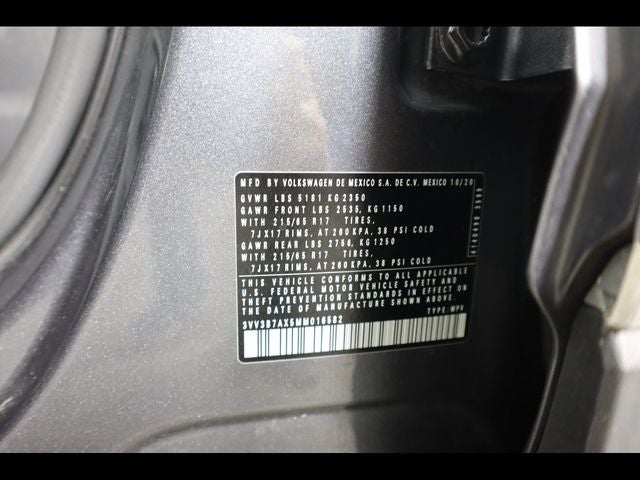 MFD BY VOLKSWAGEN DE MEXICO S.A. DE C.V. MEXICO 10/20
GVWR LBS 5181 KG 2350
GAWR FRONT LBS 2535, KG 1150
WITH 215/65 R17 TIRES,
7JX17 RIMS, AT 260 KPA, 38 PSI COLD
GAWR REAR LBS 2756, KG 1250
WITH 215/65 R17 TIRES,
7JX17 RIMS, AT 260 KPA, 38 PSI COLD
THIS VEHICLE CONFORMS TO ALL APPLICABLE
U.S. FEDERAL MOTOR VEHICLE SAFETY AND
THEFT PREVENTION STANDARDS IN EFFECT ON
THE DATE OF MANUFACTURE SHOWN ABOVE.
3VV3B7AX5MM016582 TYPE: MPV